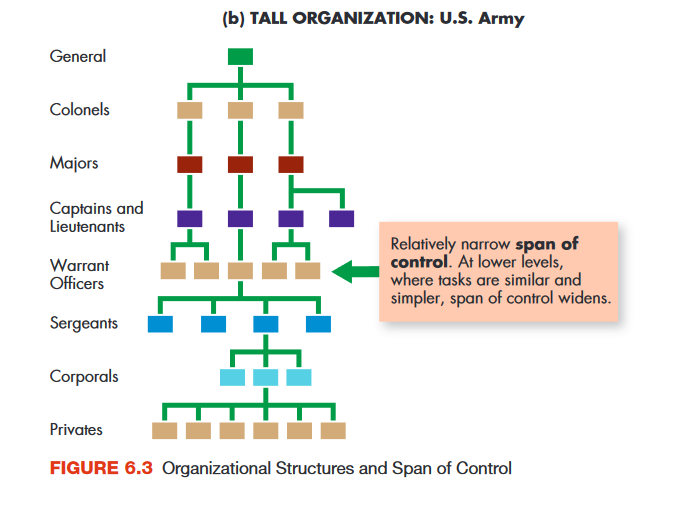 (b) TALL ORGANIZATION: U.S. Army
General
Colonels
Majors
Captains and
Lieutenants
Warrant
Officers
Relatively narrow span of
control. At lower levels,
where tasks are similar and
simpler, span of control widens.
Sergeants
Corporals
Privates
FIGURE 6.3 Organizational Structures and Span of Control